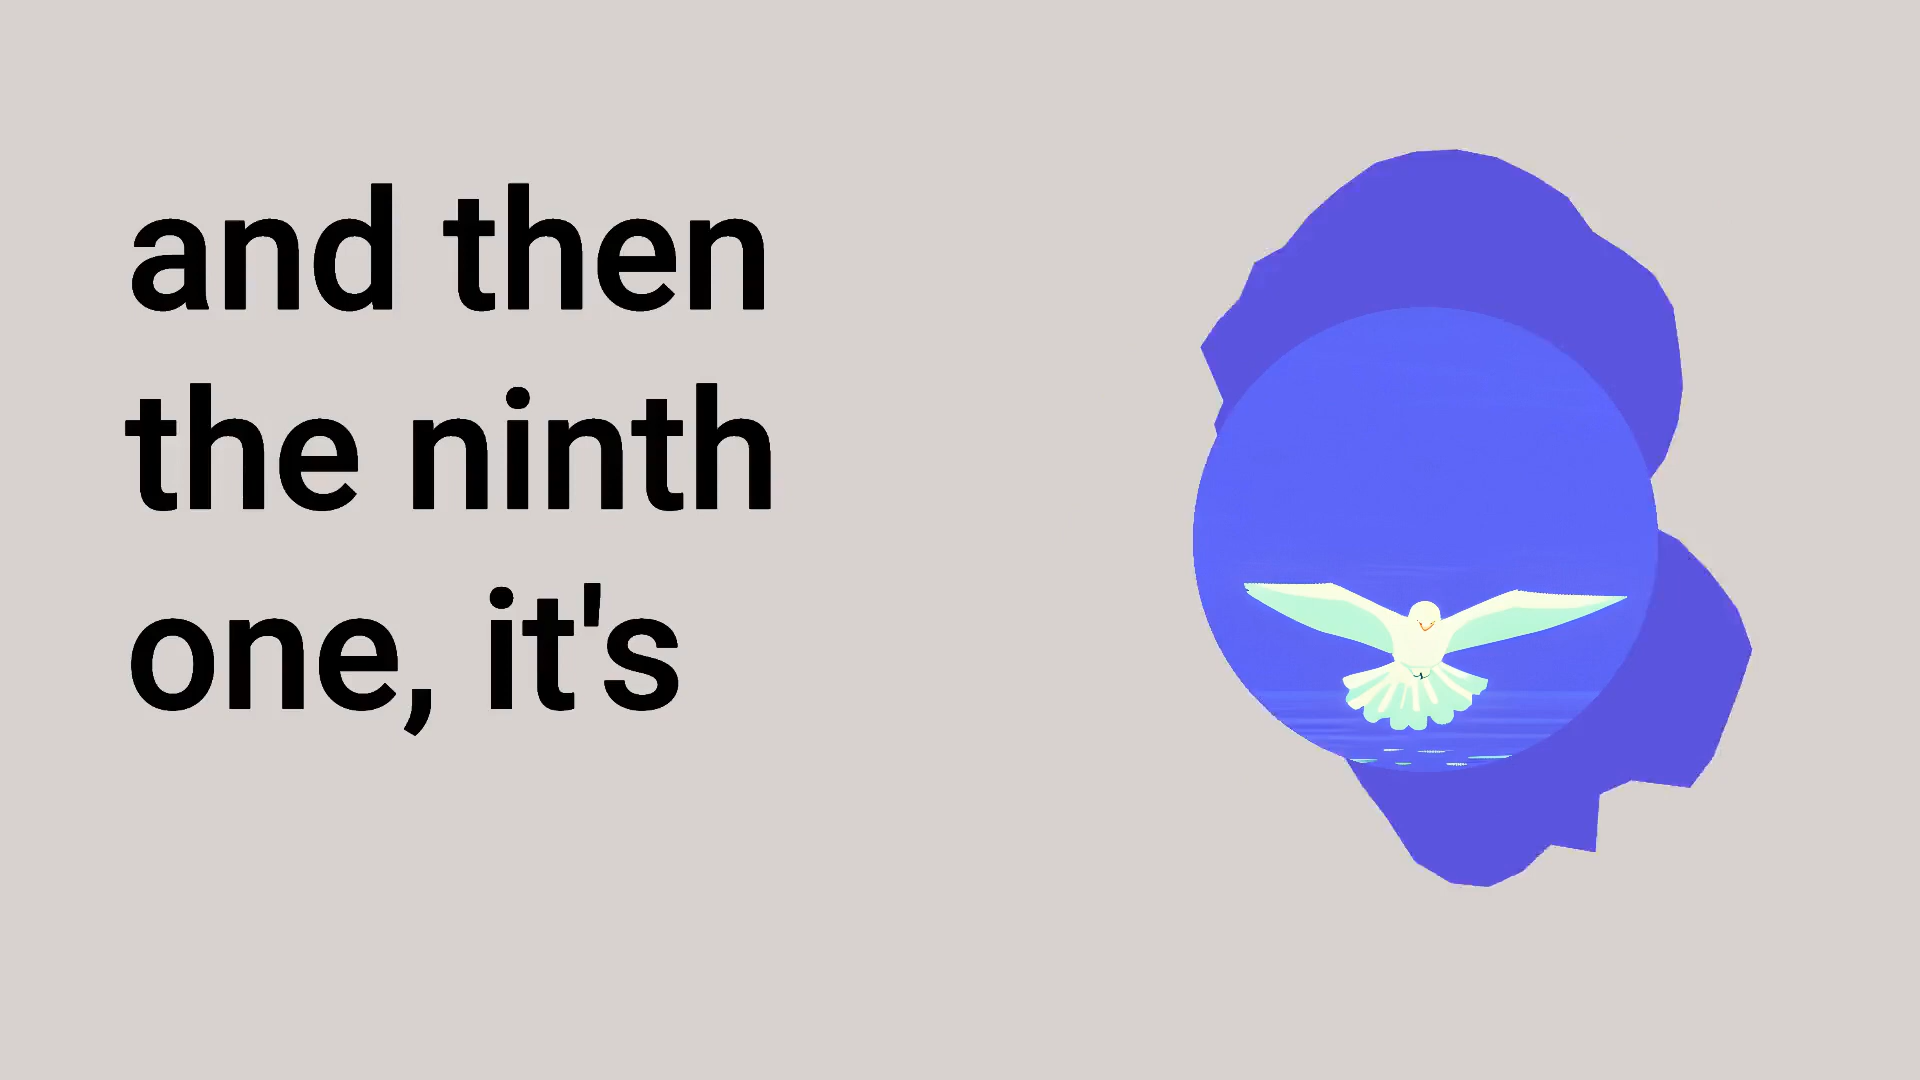 and then
the ninth
one, it's